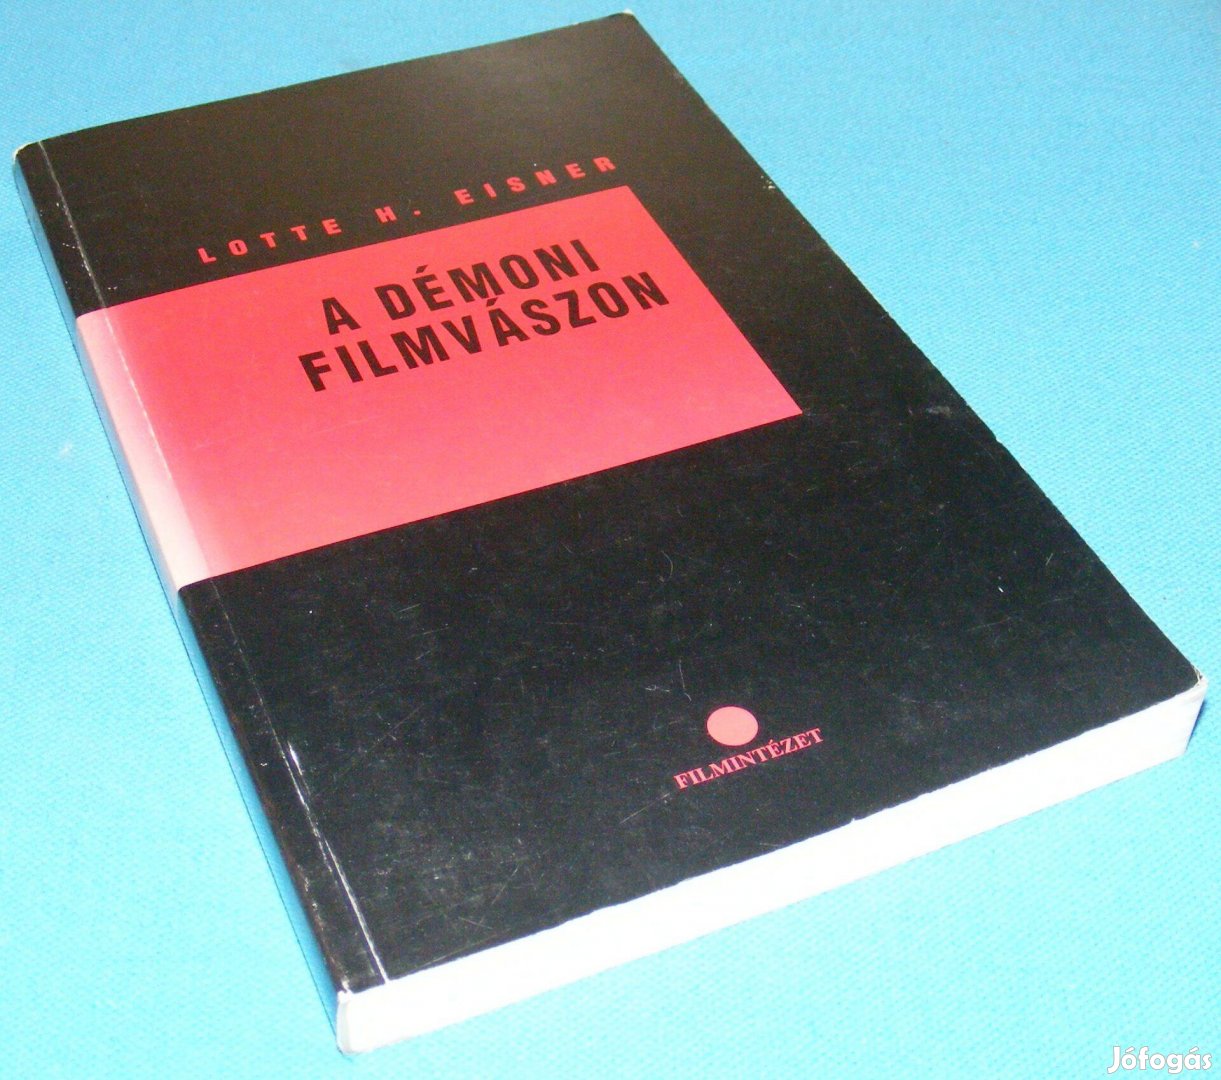 LOTTE H. EISNER
A DÉMONI
FILMVÁSZON
FILMINTÉZET
Jófogás